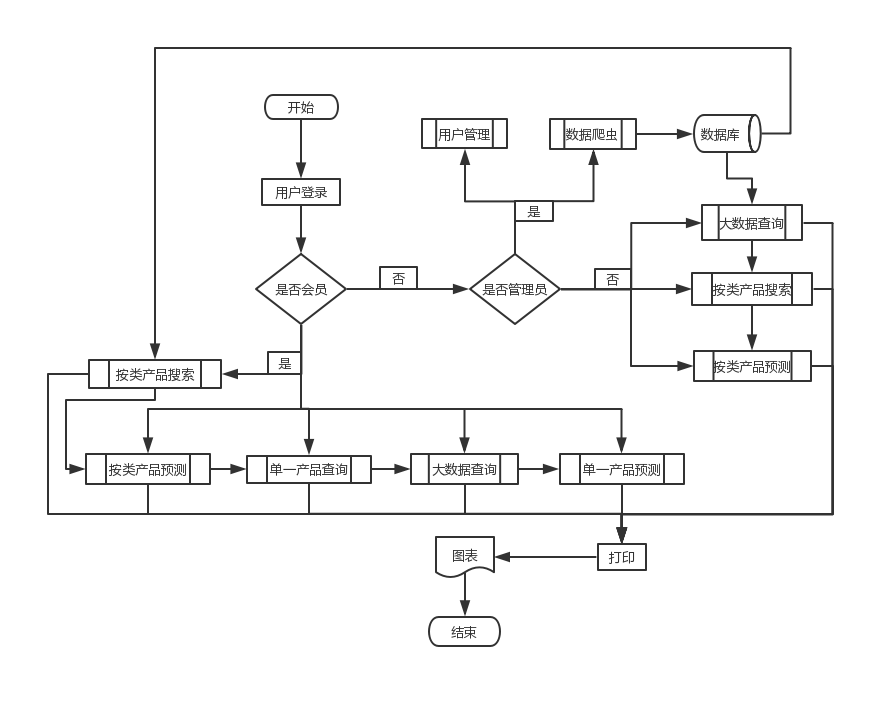 开始
用户管理
数据爬虫
数据库
用户登录
是
大数据查询
否
否
是否会员
是否管理员
按类产品搜索
是
按类产品预测
按类产品搜索
按类产品预测
单一产品查询
大数据查询
单一产品预测
图表
打印
结束